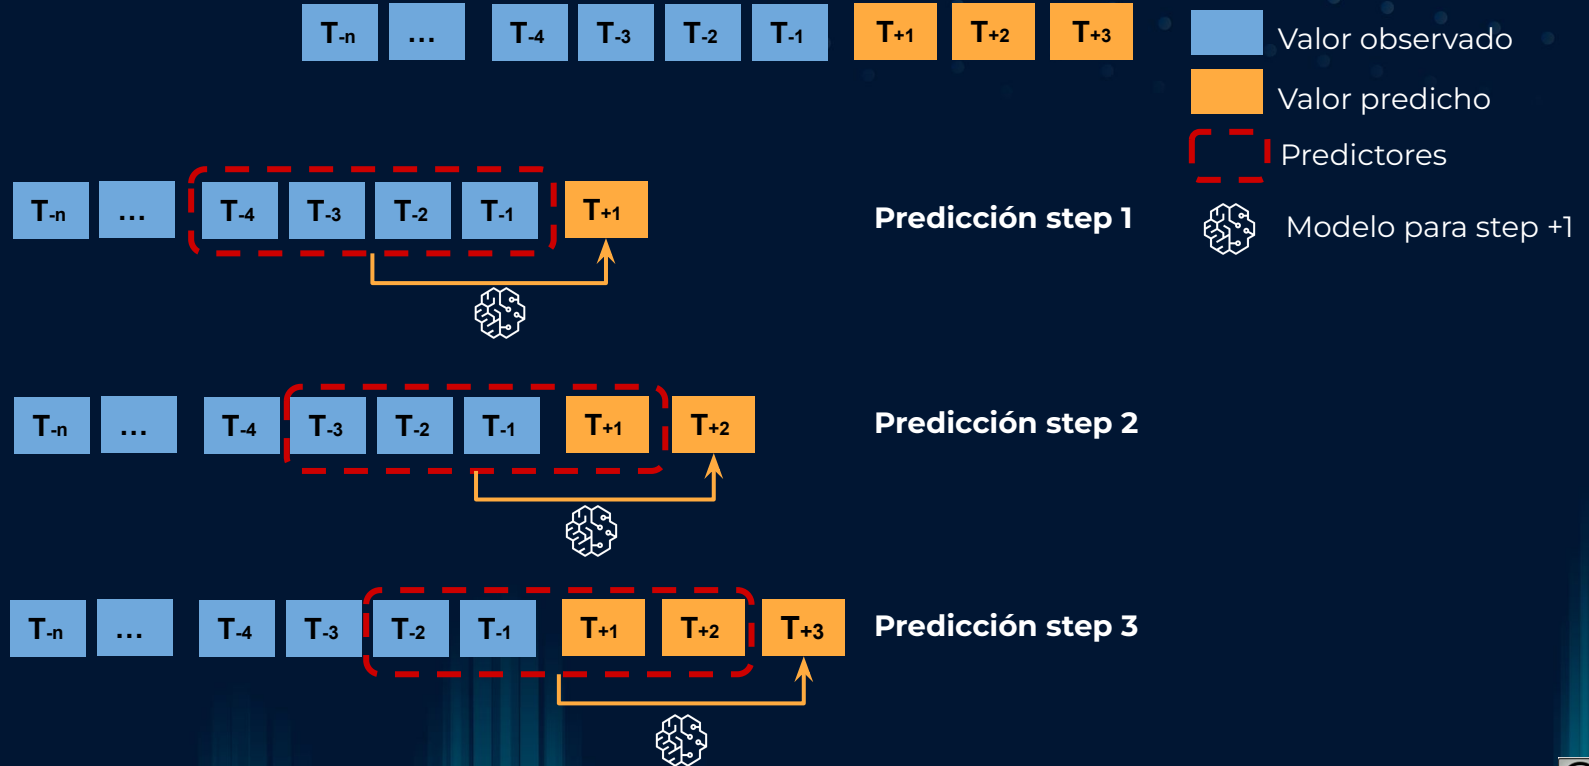 T-n ... T-4 T-3 T-2 T-1 T+1 T+2 T+3
Valor observado
Valor predicho
Predictores
Modelo para step +1
T-n ... T-4 T-3 T-2 T-1 T+1
Predicción step 1
T-n ... T-4 T-3 T-2 T-1 T+1 T+2
Predicción step 2
T-n ... T-4 T-3 T-2 T-1 T+1 T+2 T+3
Predicción step 3